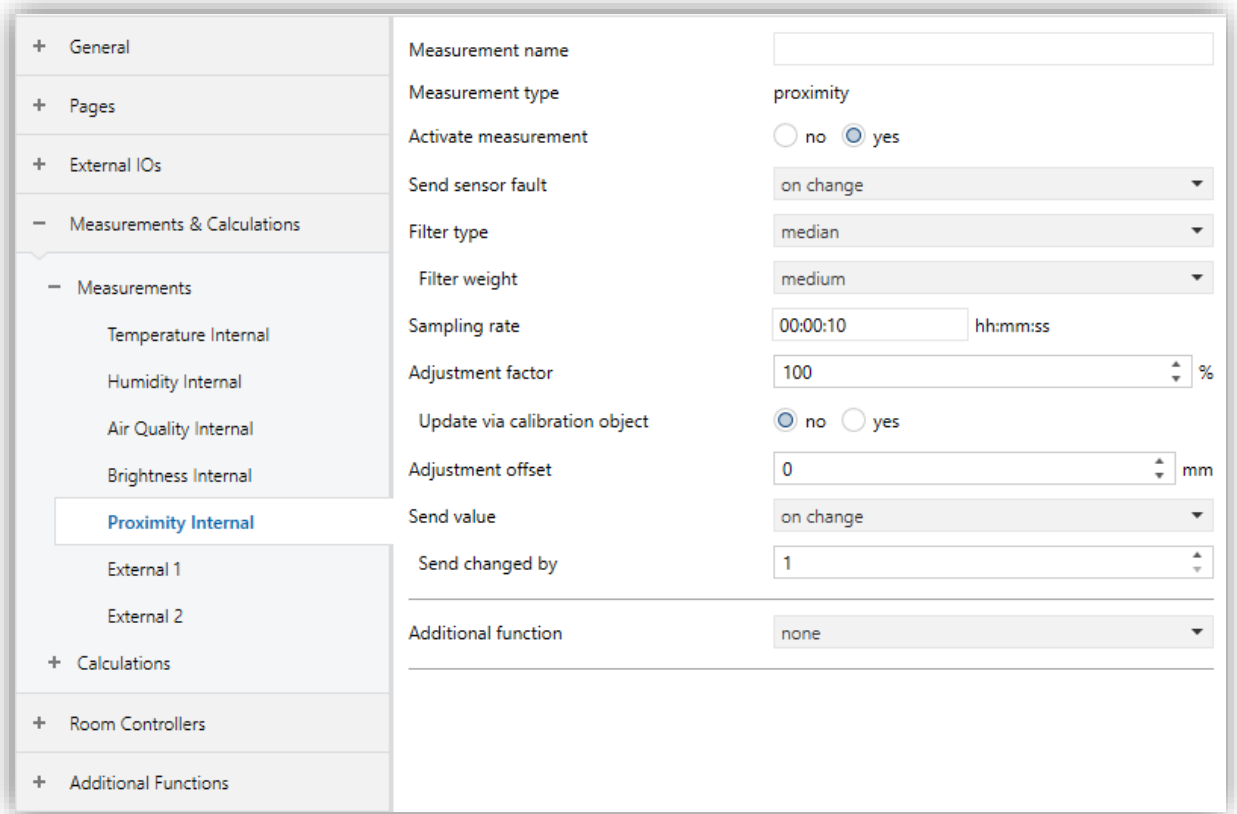 + General
+ Pages
+ External IOs
− Measurements & Calculations
− Measurements
Temperature Internal
Humidity Internal
Air Quality Internal
Brightness Internal
Proximity Internal
External 1
External 2
+ Calculations
+ Room Controllers
+ Additional Functions
Measurement name
Measurement type proximity
Activate measurement no yes
Send sensor fault on change
Filter type median
Filter weight medium
Sampling rate 00:00:10 hh:mm:ss
Adjustment factor 100 %
Update via calibration object no yes
Adjustment offset 0 mm
Send value on change
Send changed by 1
Additional function none